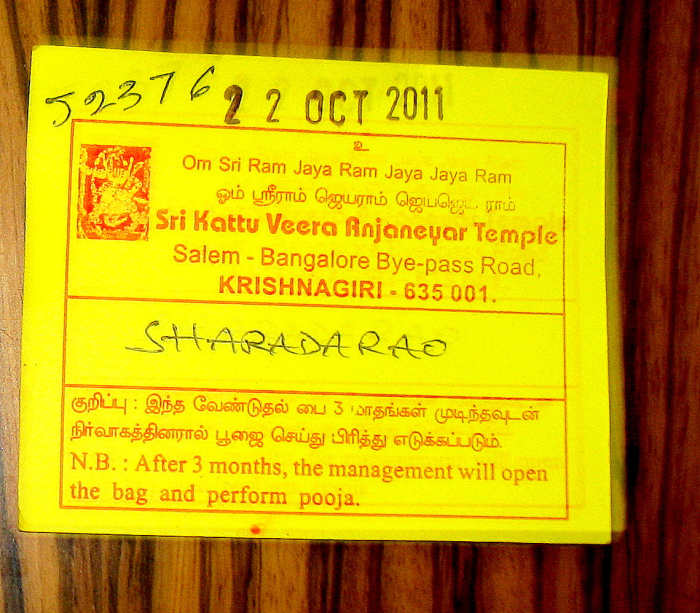 52376 22 OCT 2011
உ
Om Sri Ram Jaya Ram Jaya Jaya Ram
ஓம் ஸ்ரீராம் ஜெயராம் ஜெயஜெய ராம்
Sri Kattu Veera Anjaneyar Temple
Salem - Bangalore Bye-pass Road,
KRISHNAGIRI - 635 001.
SHARADA RAO
குறிப்பு : இந்த வேண்டுதல் பை 3 மாதங்கள் முடிந்தவுடன்
நிர்வாகத்தினரால் பூஜை செய்து பிரித்து எடுக்கப்படும்.
N.B. : After 3 months, the management will open
the bag and perform pooja.